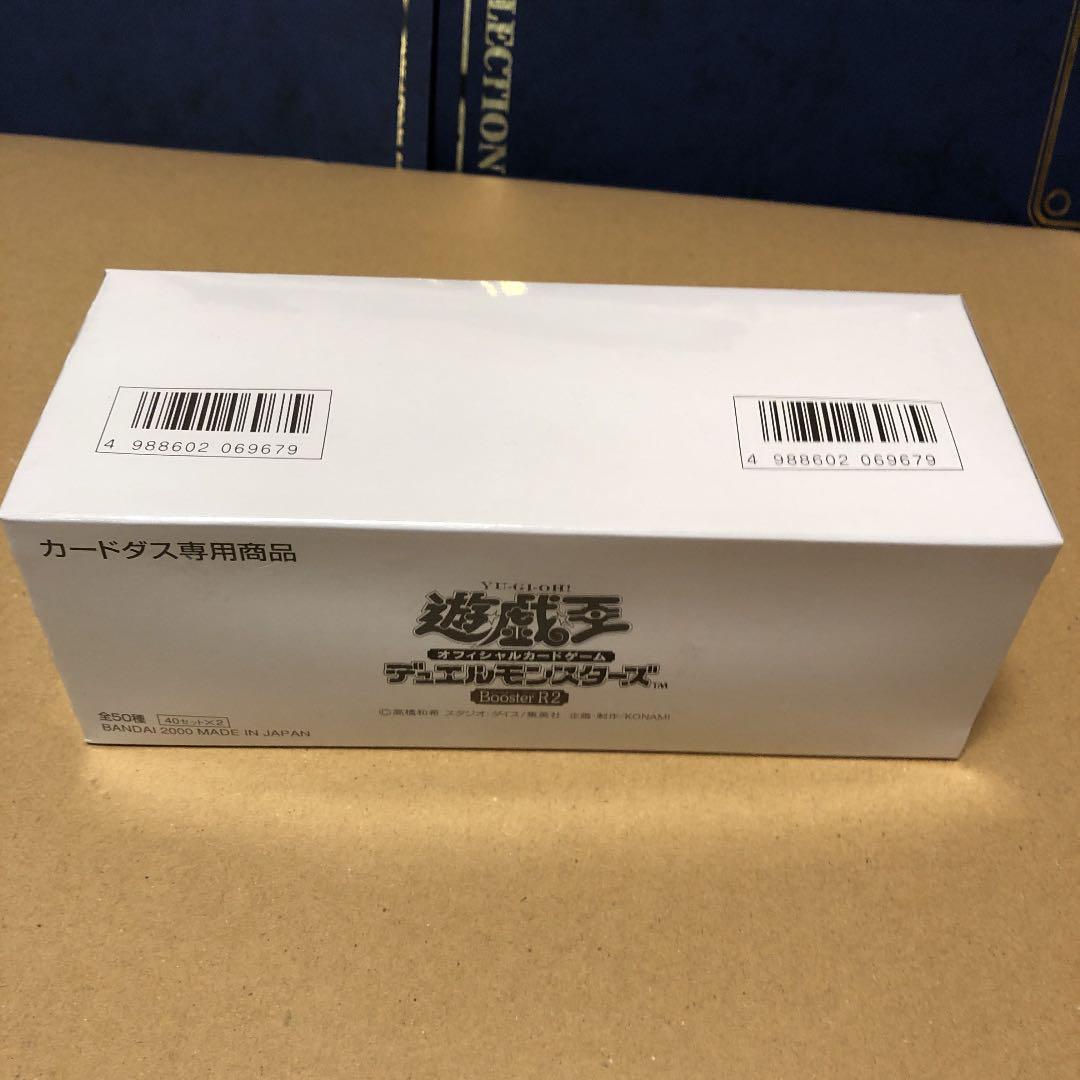 LECTION
4 988602 069679
4 988602 069679
カードダス専用商品
YU-GI-OH!
遊戯王
オフィシャルカードゲーム
デュエルモンスターズ™
Booster R2
©高橋和希 スタジオ・ダイス/集英社 企画・制作/KONAMI
全50種 40セット×2
BANDAI 2000 MADE IN JAPAN